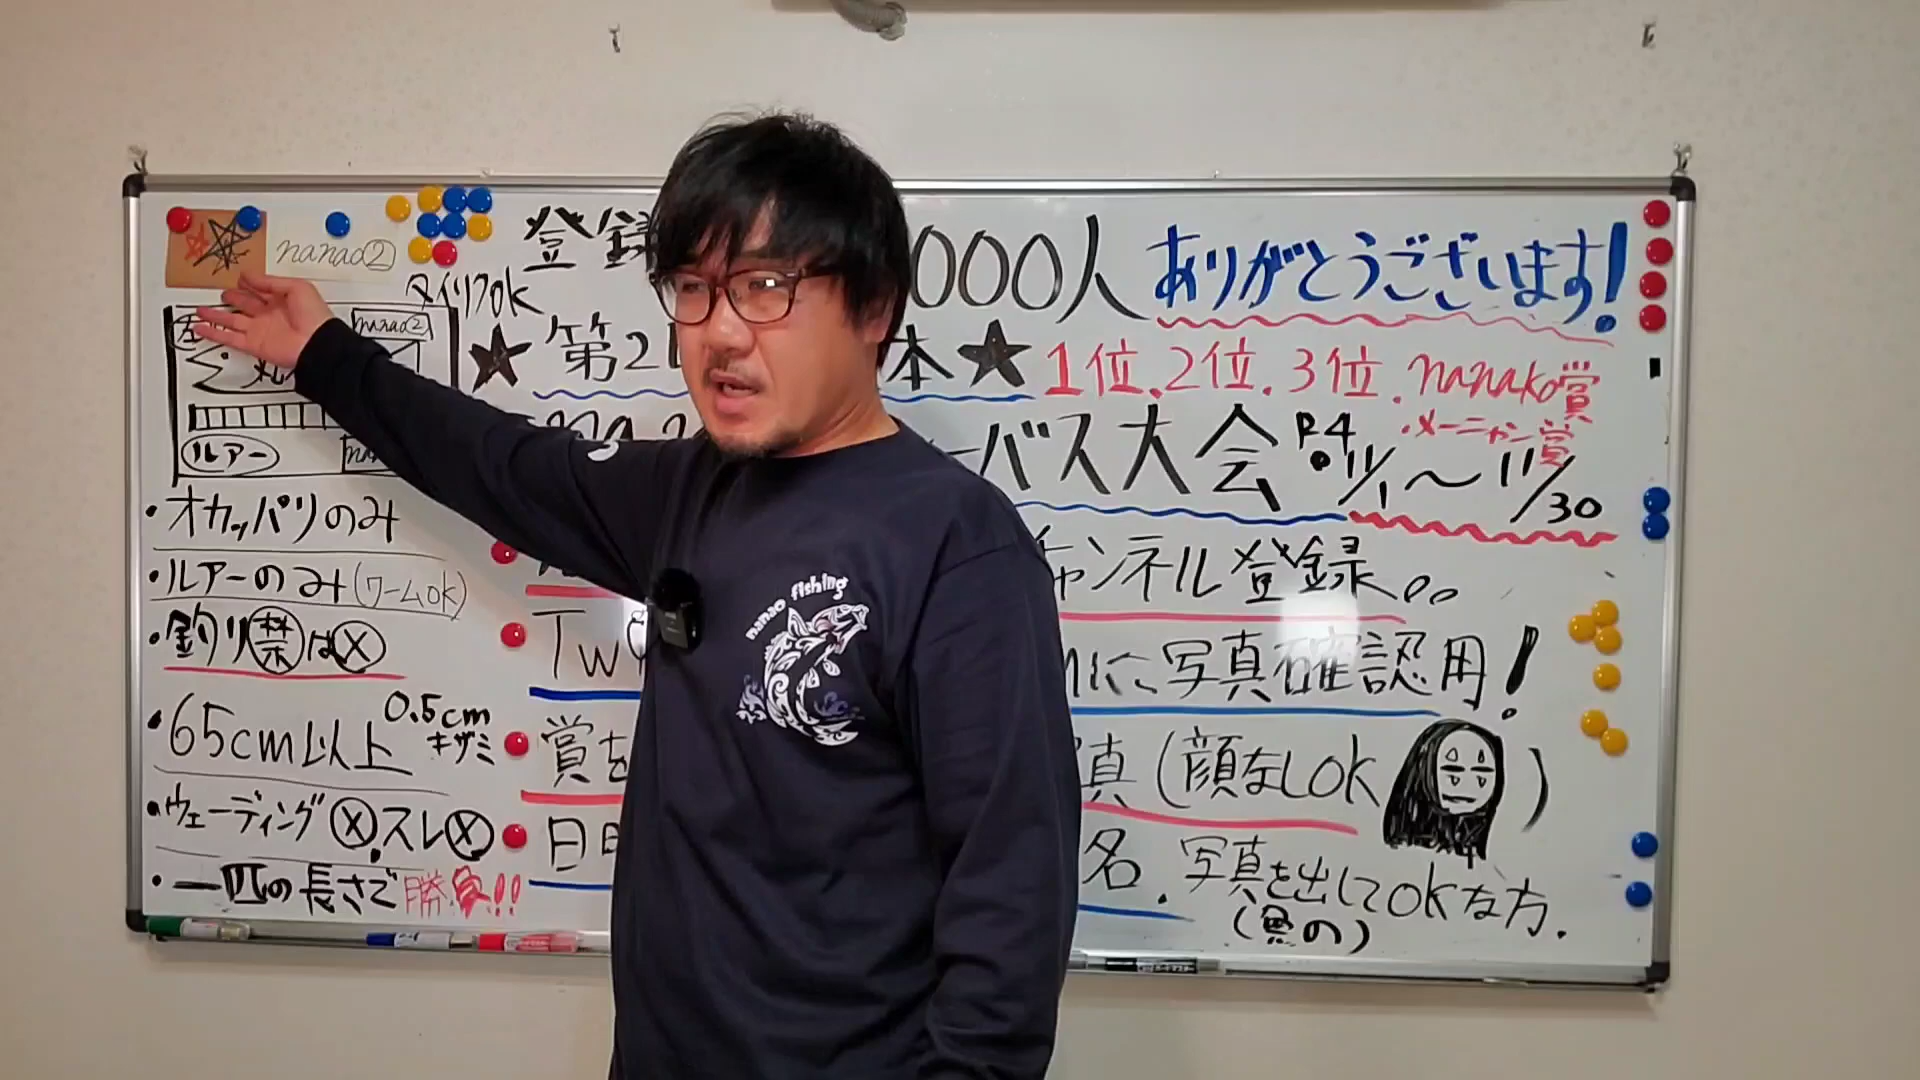 nanao②
登録
000人
ありがとうございます!
タイリクok
★第2
本★
1位.2位.3位.nanako賞
・メーニャン賞
ーバス大会
R4
11/1〜11/30
nanao②
ルアー
・オカッパリのみ
・ルアーのみ(ワームOK)
・釣り禁は×
・65cm以上
0.5cmキザミ
・ウェーディング×.スレ×
・一匹の長さで勝負!!
チャンネル登録。。
Tw
Mに写真確認用!
賞を
真(顔なしOK
)
名.写真を出してOKな方.
(魚の)
nanao fishing